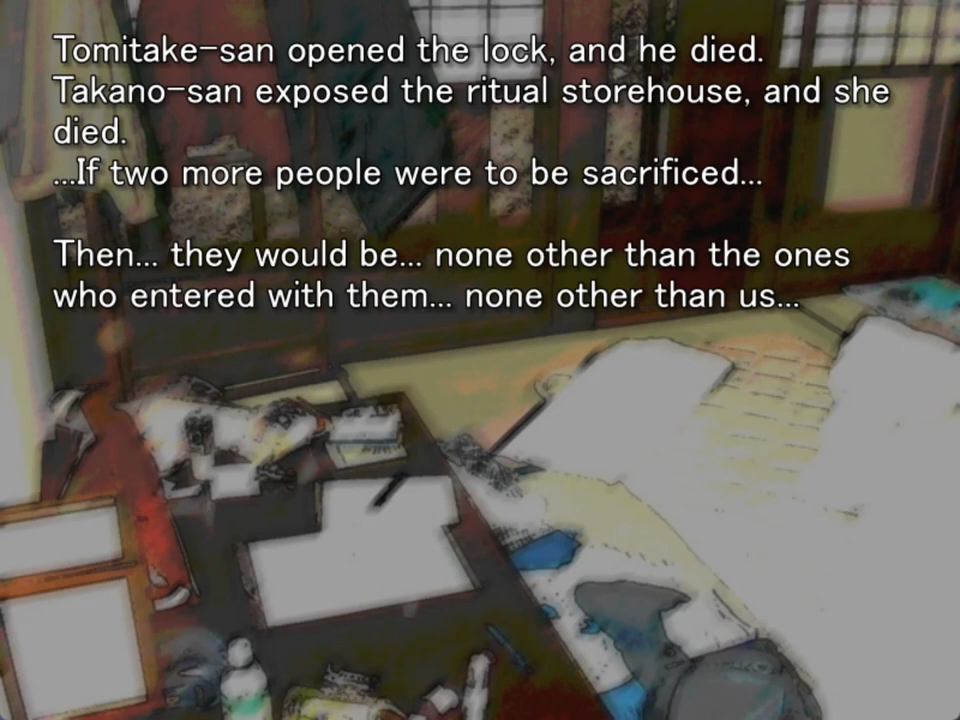 Tomitake-san opened the lock, and he died.
Takano-san exposed the ritual storehouse, and she
died.
...If two more people were to be sacrificed...
Then... they would be... none other than the ones
who entered with them... none other than us...